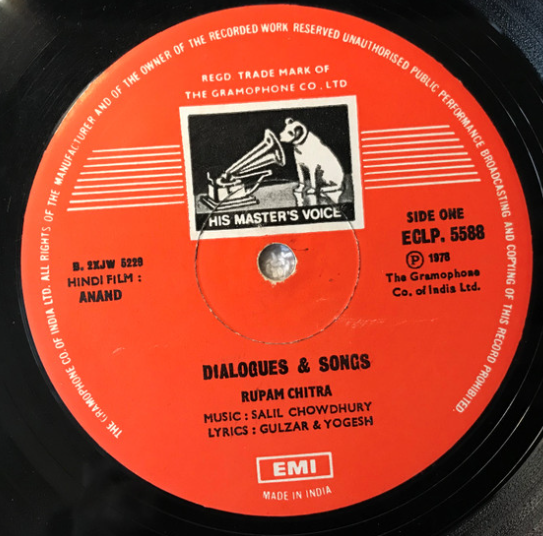 THE GRAMOPHONE CO. OF INDIA LTD. ALL RIGHTS OF THE MANUFACTURER AND OF THE OWNER OF THE RECORDED WORK RESERVED UNAUTHORISED PUBLIC PERFORMANCE BROADCASTING AND COPYING OF THIS RECORD PROHIBITED
REGD TRADE MARK OF
THE GRAMOPHONE CO., LTD
HIS MASTER'S VOICE
SIDE ONE
ECLP. 5588
Ⓟ 1978
The Gramophone
Co. of India Ltd.
B. 2XJW 5229
HINDI FILM :
ANAND
DIALOGUES & SONGS
RUPAM CHITRA
MUSIC : SALIL CHOWDHURY
LYRICS : GULZAR & YOGESH
EMI
MADE IN INDIA